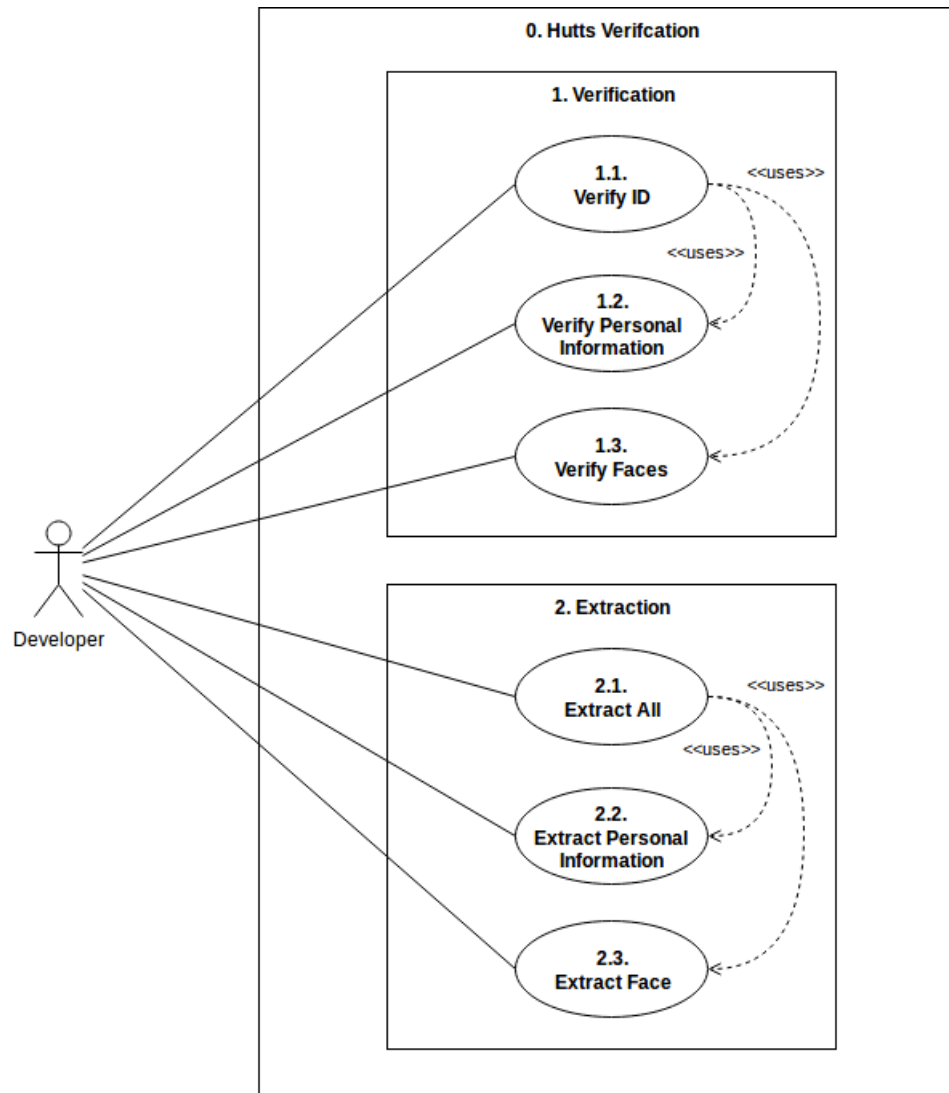 0. Hutts Verifcation
1. Verification
1.1.
Verify ID
<<uses>>
<<uses>>
1.2.
Verify Personal
Information
1.3.
Verify Faces
Developer
2. Extraction
2.1.
Extract All
<<uses>>
<<uses>>
2.2.
Extract Personal
Information
2.3.
Extract Face